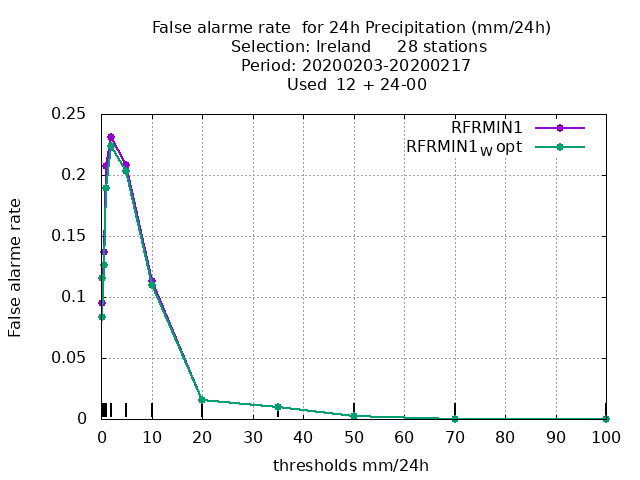 False alarme rate  for 24h Precipitation (mm/24h)
Selection: Ireland     28 stations
Period: 20200203-20200217
Used  12 + 24-00
RFRMIN1
RFRMIN1W opt
0.25
0.2
0.15
0.1
0.05
0
False alarme rate
0 10 20 30 40 50 60 70 80 90 100
thresholds mm/24h